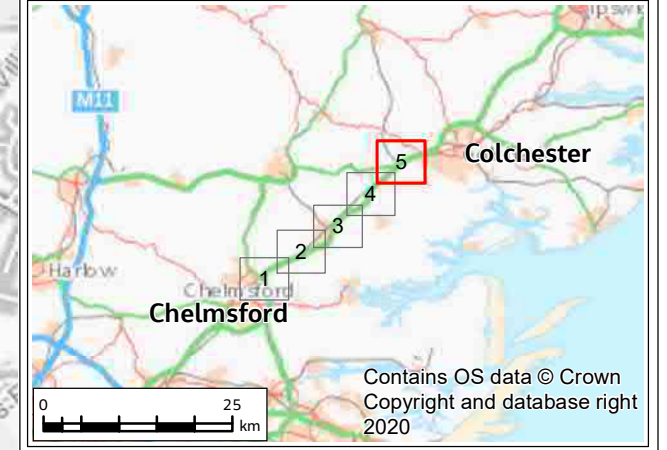 M11
Colchester
5
4
3
2
Harlow
1
Chelmsford
Chelmsford
Contains OS data © Crown
Copyright and database right
2020
0 25
km